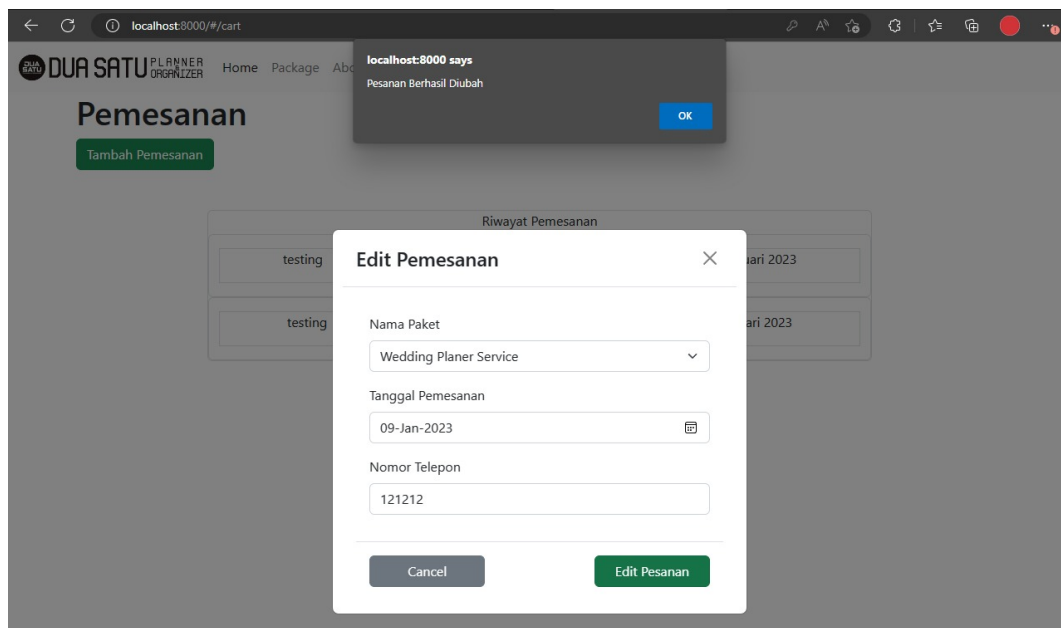 localhost:8000/#/cart
DUA SATU
DUA SATU PLANNER ORGANIZER Home Package
localhost:8000 says
Pesanan Berhasil Diubah
OK
Pemesanan
Tambah Pemesanan
Riwayat Pemesanan
testing
2023
testing
2023
Edit Pemesanan
Nama Paket
Wedding Planer Service
Tanggal Pemesanan
09-Jan-2023
Nomor Telepon
121212
Cancel Edit Pesanan